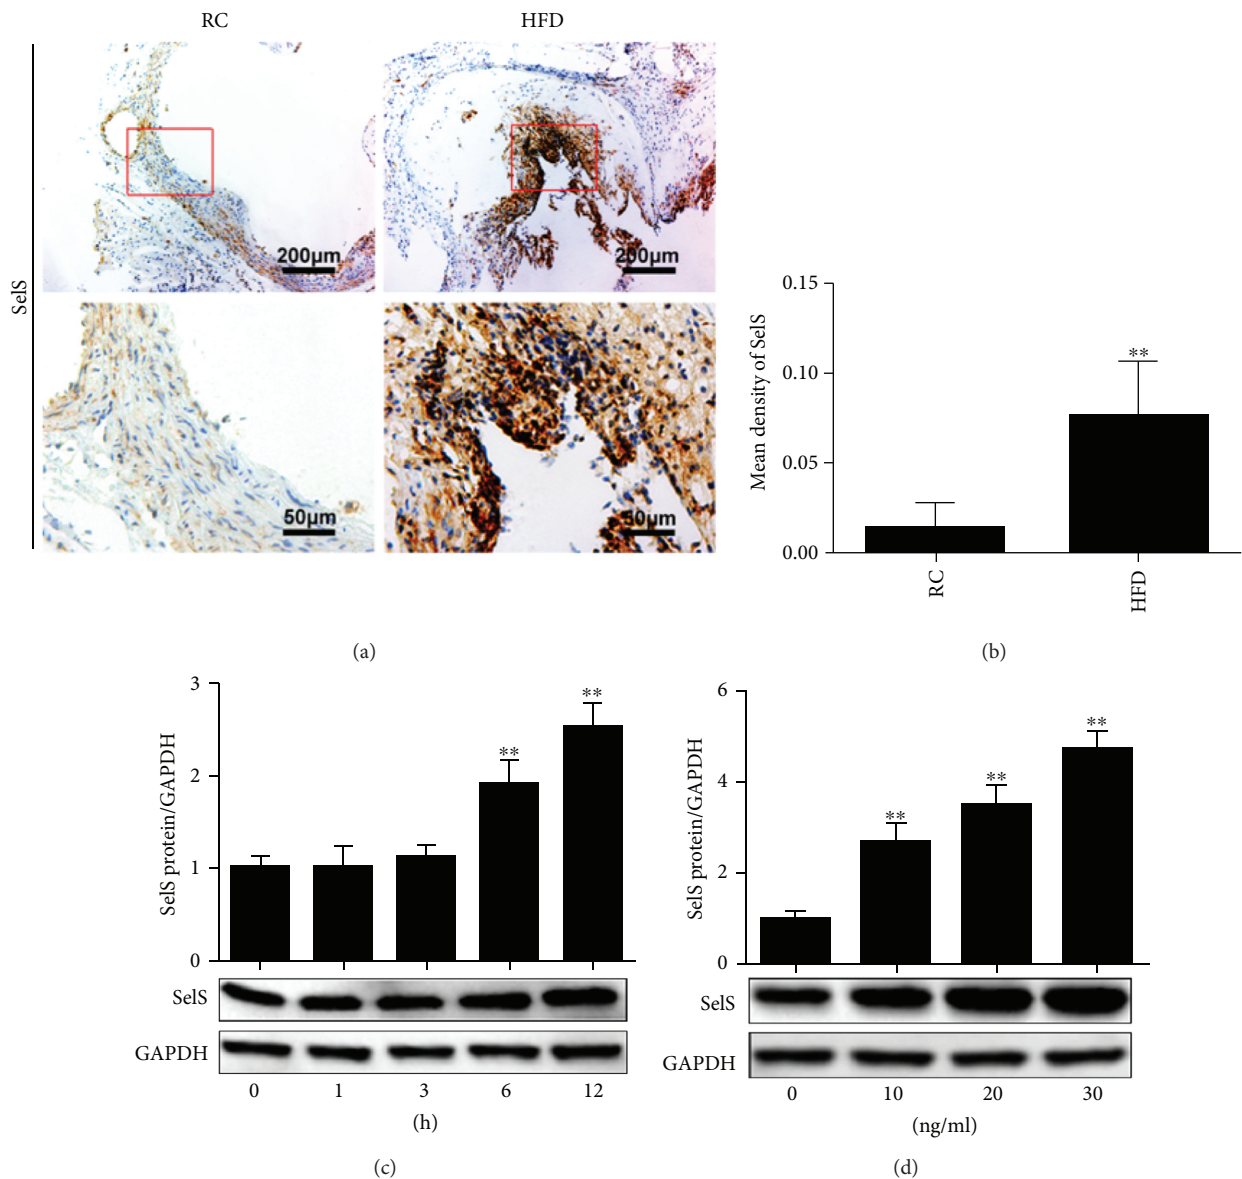 RC
HFD
SelS
200μm
200μm
50μm
50μm
(a)
Mean density of SelS
0.15
0.10
0.05
0.00
**
RC
HFD
(b)
SelS protein/GAPDH
3
2
1
0
**
**
SelS
GAPDH
0 1 3 6 12
(h)
(c)
SelS protein/GAPDH
6
4
2
0
**
**
**
SelS
GAPDH
0 10 20 30
(ng/ml)
(d)